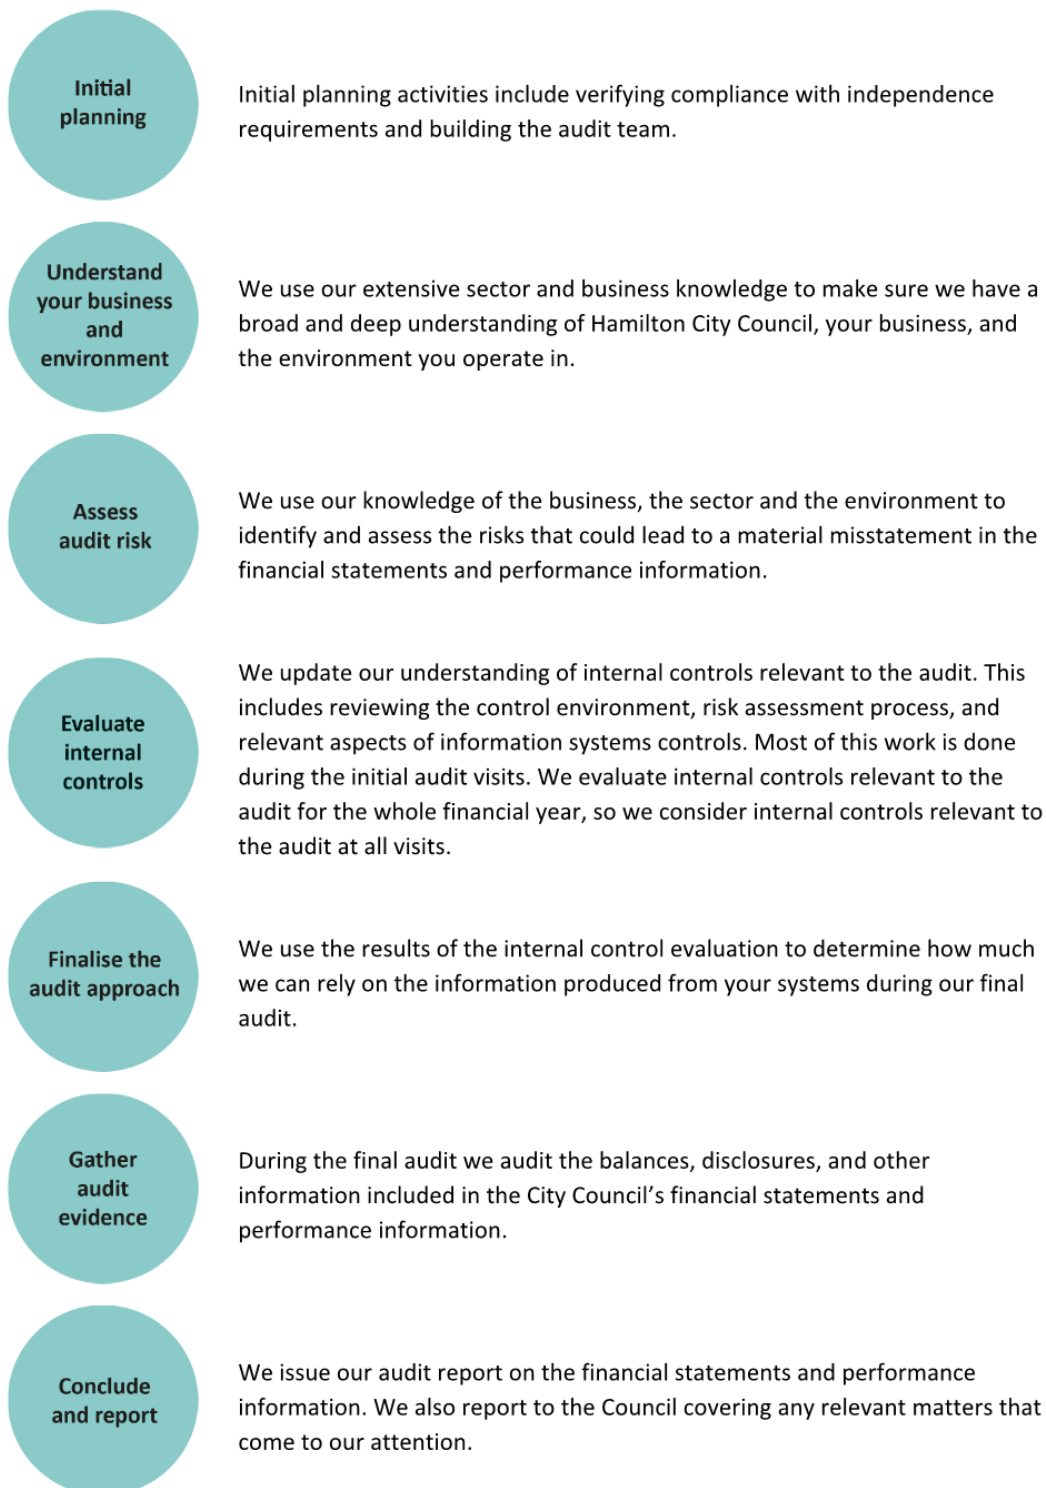 Initial
planning
Initial planning activities include verifying compliance with independence
requirements and building the audit team.
Understand
your business
and
environment
We use our extensive sector and business knowledge to make sure we have a
broad and deep understanding of Hamilton City Council, your business, and
the environment you operate in.
Assess
audit risk
We use our knowledge of the business, the sector and the environment to
identify and assess the risks that could lead to a material misstatement in the
financial statements and performance information.
Evaluate
internal
controls
We update our understanding of internal controls relevant to the audit. This
includes reviewing the control environment, risk assessment process, and
relevant aspects of information systems controls. Most of this work is done
during the initial audit visits. We evaluate internal controls relevant to the
audit for the whole financial year, so we consider internal controls relevant to
the audit at all visits.
Finalise the
audit approach
We use the results of the internal control evaluation to determine how much
we can rely on the information produced from your systems during our final
audit.
Gather
audit
evidence
During the final audit we audit the balances, disclosures, and other
information included in the City Council’s financial statements and
performance information.
Conclude
and report
We issue our audit report on the financial statements and performance
information. We also report to the Council covering any relevant matters that
come to our attention.